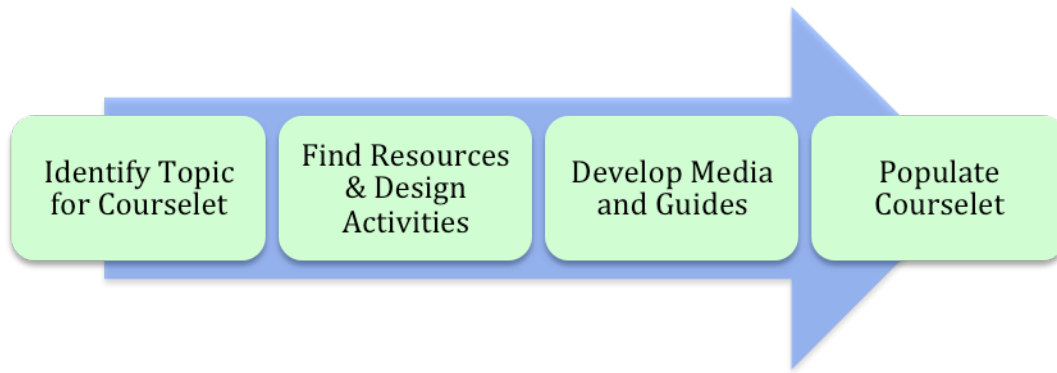 Identify Topic
for Courselet
Find Resources
& Design
Activities
Develop Media
and Guides
Populate
Courselet